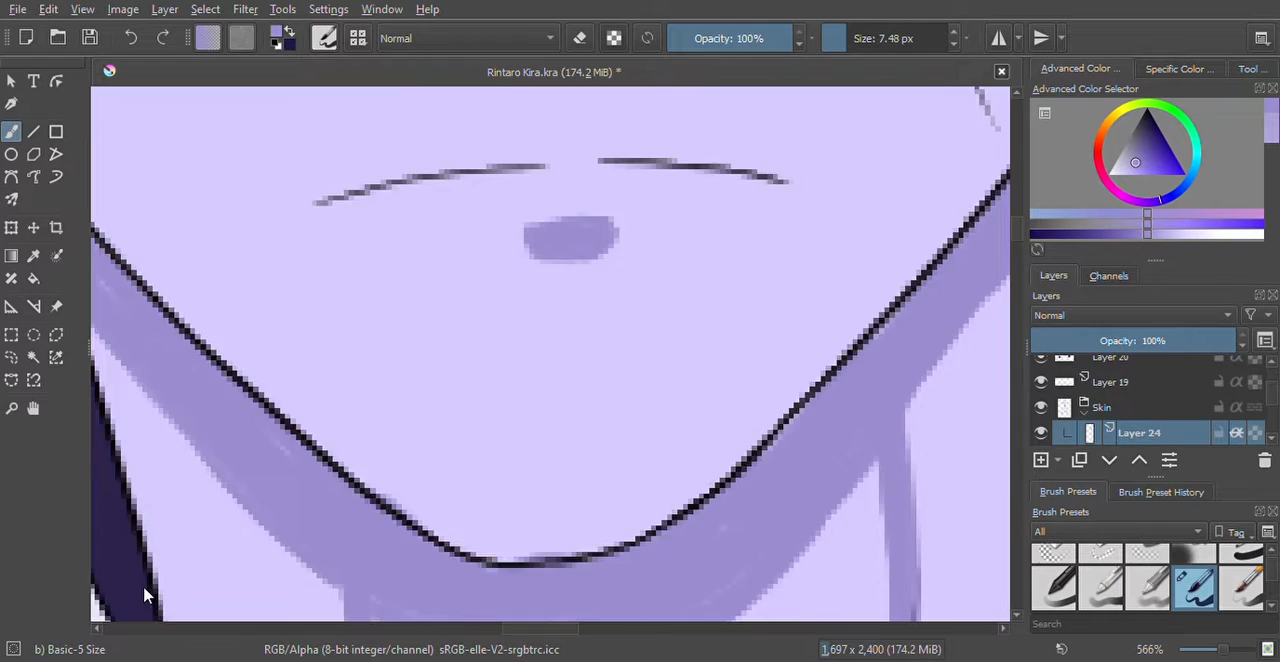 File Edit View Image Layer Select Filter Tools Settings Window Help
Normal Opacity: 100% Size: 7.48 px
Rintaro Kira.kra (174.2 MiB) *
Advanced Color ... Specific Color ... Tool ...
Advanced Color Selector
Layers Channels
Layers
Normal
Opacity: 100%
Layer 20
Layer 19
Skin
Layer 24
Brush Presets Brush Preset History
Brush Presets
All Tag
Search
b) Basic-5 Size RGB/Alpha (8-bit integer/channel) sRGB-elle-V2-srgbtrc.icc 1,697 x 2,400 (174.2 MiB) 566%